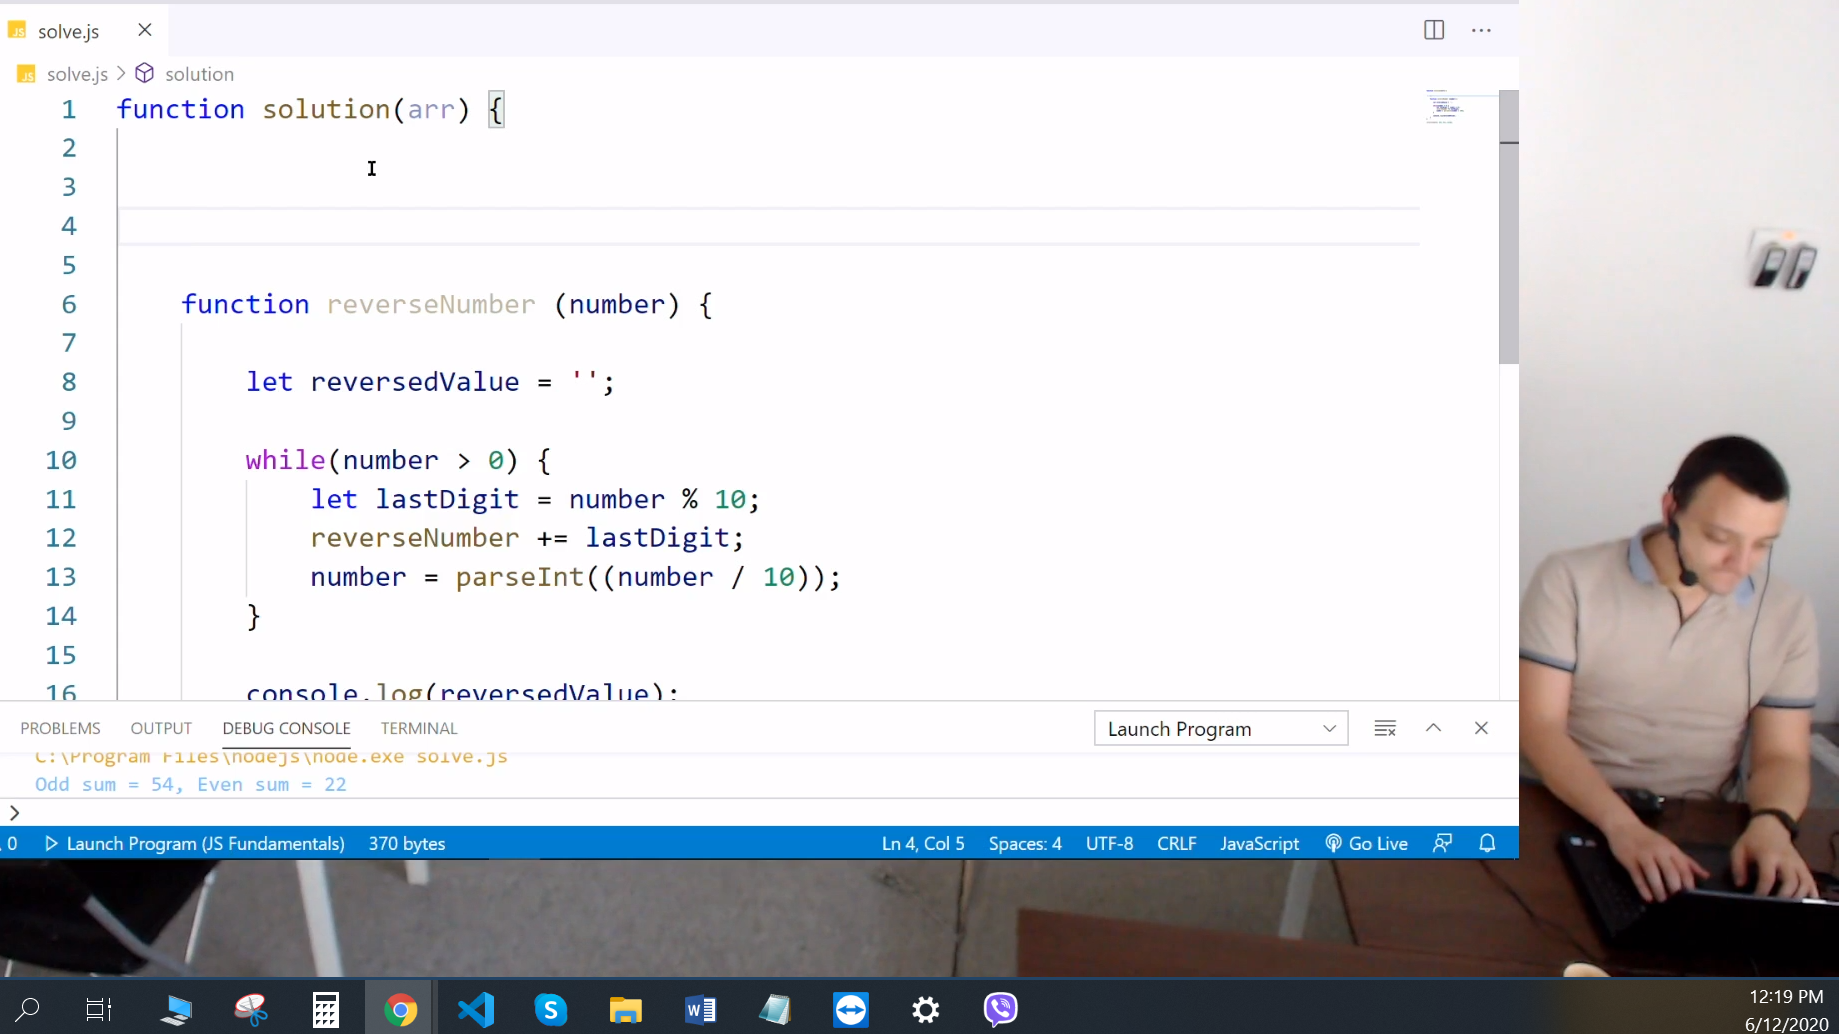 solve.js
solve.js > solution
1 function solution(arr) {
2
3
4
5
6 function reverseNumber (number) {
7
8 let reversedValue = '';
9
10 while(number > 0) {
11 let lastDigit = number % 10;
12 reverseNumber += lastDigit;
13 number = parseInt((number / 10));
14 }
15
16 console.log(reversedValue);
PROBLEMS OUTPUT DEBUG CONSOLE TERMINAL Launch Program
C:\Program Files\nodejs\node.exe solve.js
Odd sum = 54, Even sum = 22
>
0 Launch Program (JS Fundamentals) 370 bytes Ln 4, Col 5 Spaces: 4 UTF-8 CRLF JavaScript Go Live
12:19 PM
6/12/2020